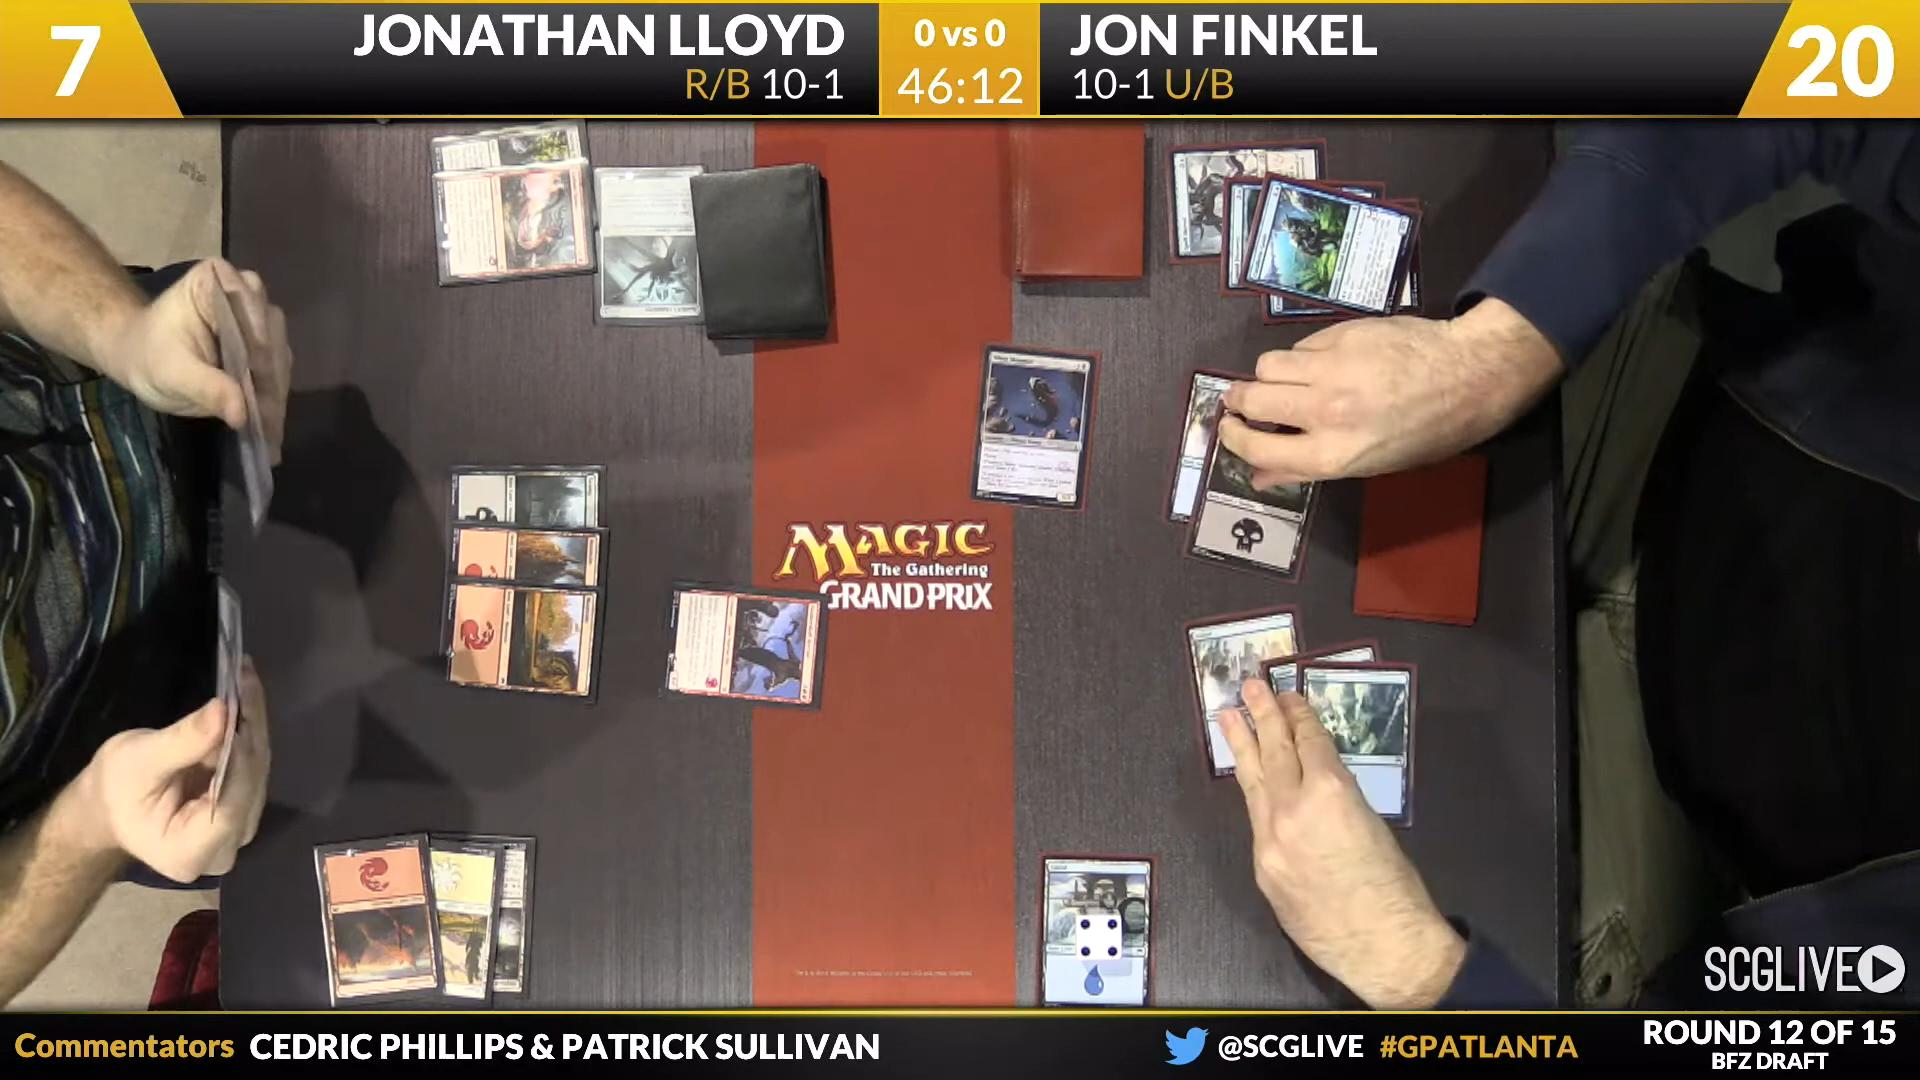 7
JONATHAN LLOYD
R/B 10-1
0 vs 0
46:12
JON FINKEL
10-1 U/B
20
MAGIC
The Gathering
GRAND PRIX
SCGLIVE
Commentators CEDRIC PHILLIPS & PATRICK SULLIVAN
@SCGLIVE #GPATLANTA
ROUND 12 OF 15
BFZ DRAFT